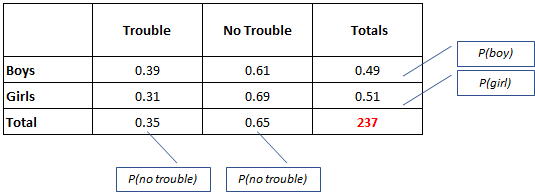 Trouble No Trouble Totals
Boys 0.39 0.61 0.49
P(boy)
Girls 0.31 0.69 0.51
P(girl)
Total 0.35 0.65 237
P(no trouble) P(no trouble)